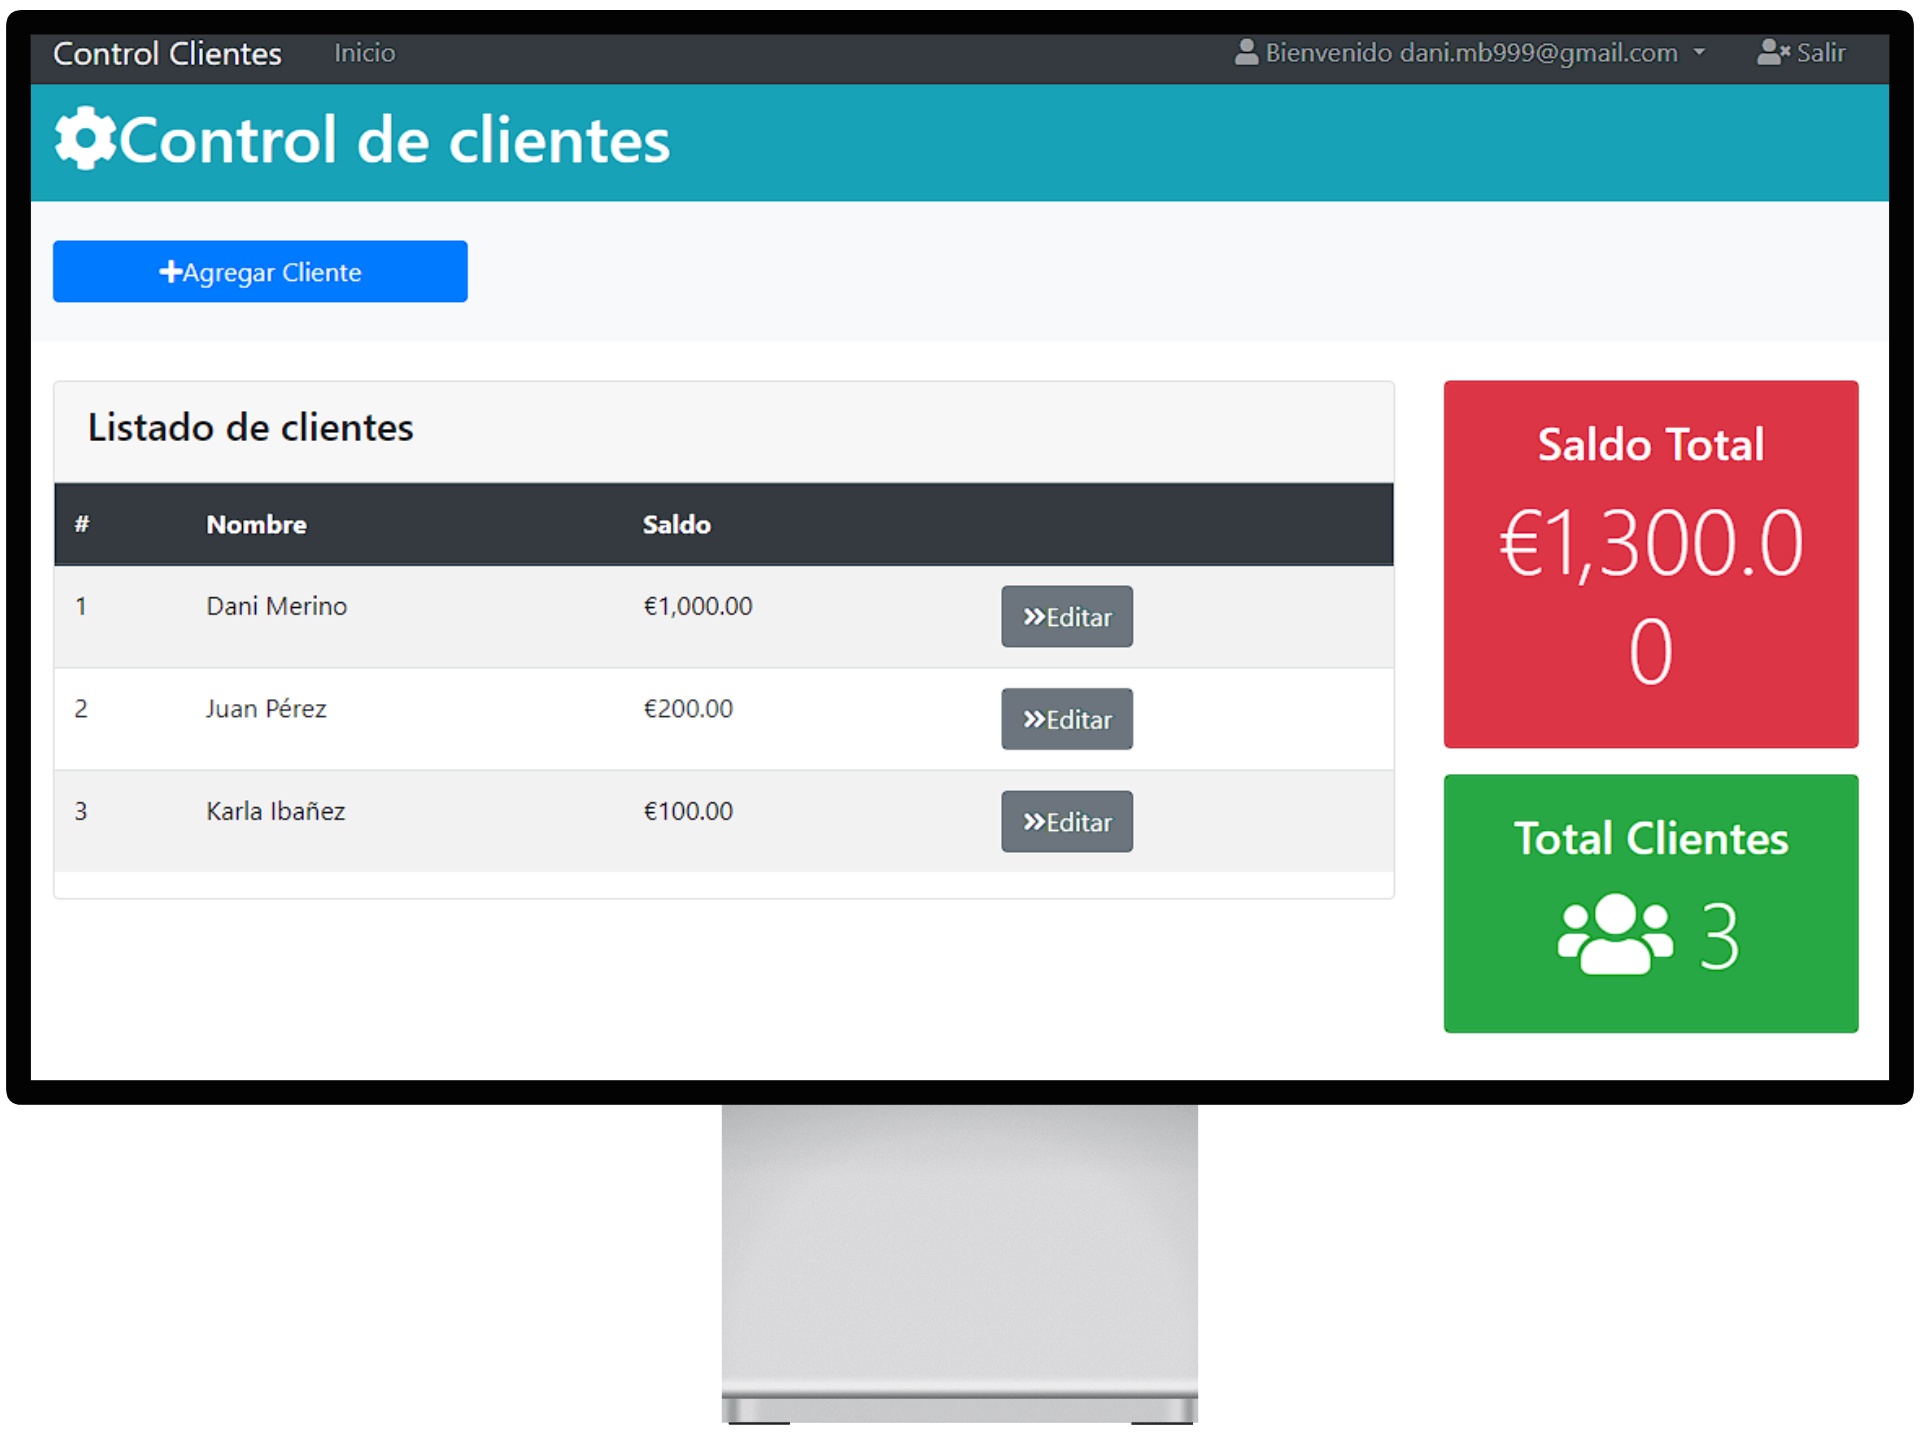 Control Clientes Inicio Bienvenido dani.mb999@gmail.com Salir
Control de clientes
Agregar Cliente
Listado de clientes
# Nombre Saldo
1 Dani Merino €1,000.00 Editar
2 Juan Pérez €200.00 Editar
3 Karla Ibañez €100.00 Editar
Saldo Total
€1,300.0
0
Total Clientes
3